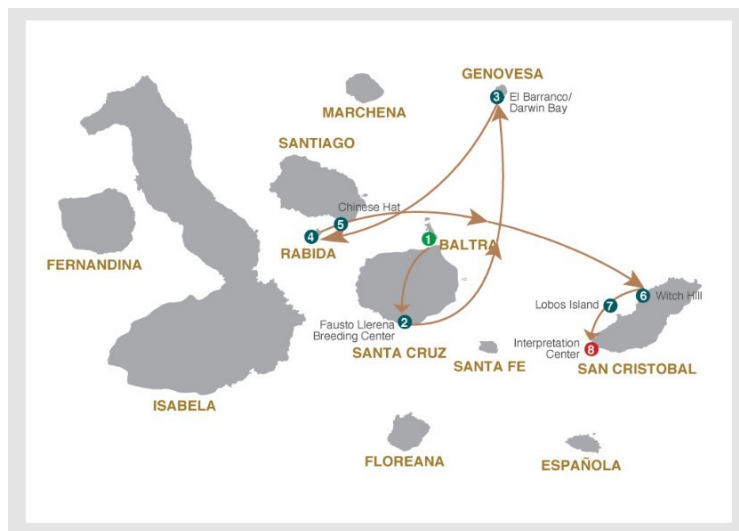 GENOVESA
3
El Barranco/
Darwin Bay
MARCHENA
SANTIAGO
Chinese Hat
5
4
RABIDA
1
BALTRA
FERNANDINA
6
Witch Hill
7
Lobos Island
2
Fausto Llerena
Breeding Center
SANTA CRUZ
Interpretation
Center
8
SANTA FE
SAN CRISTOBAL
ISABELA
FLOREANA
ESPAÑOLA